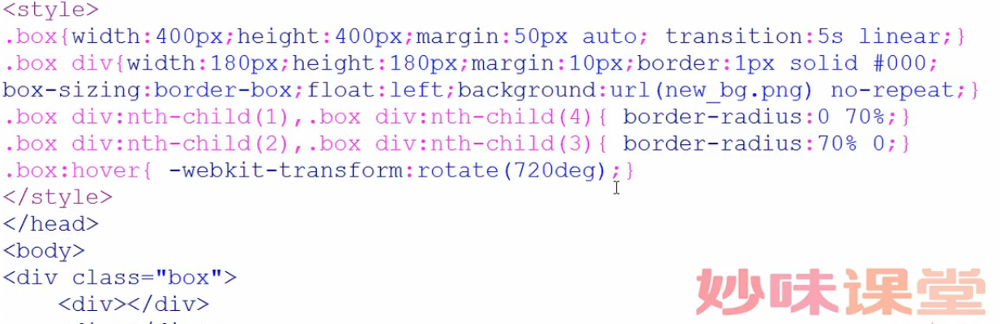 <style>
.box{width:400px;height:400px;margin:50px auto; transition:5s linear;}
.box div{width:180px;height:180px;margin:10px;border:1px solid #000;
box-sizing:border-box;float:left;background:url(new_bg.png) no-repeat;}
.box div:nth-child(1),.box div:nth-child(4){ border-radius:0 70%;}
.box div:nth-child(2),.box div:nth-child(3){ border-radius:70% 0;}
.box:hover{ -webkit-transform:rotate(720deg);}
</style>
</head>
<body>
<div class="box">
    <div></div>
妙味课堂